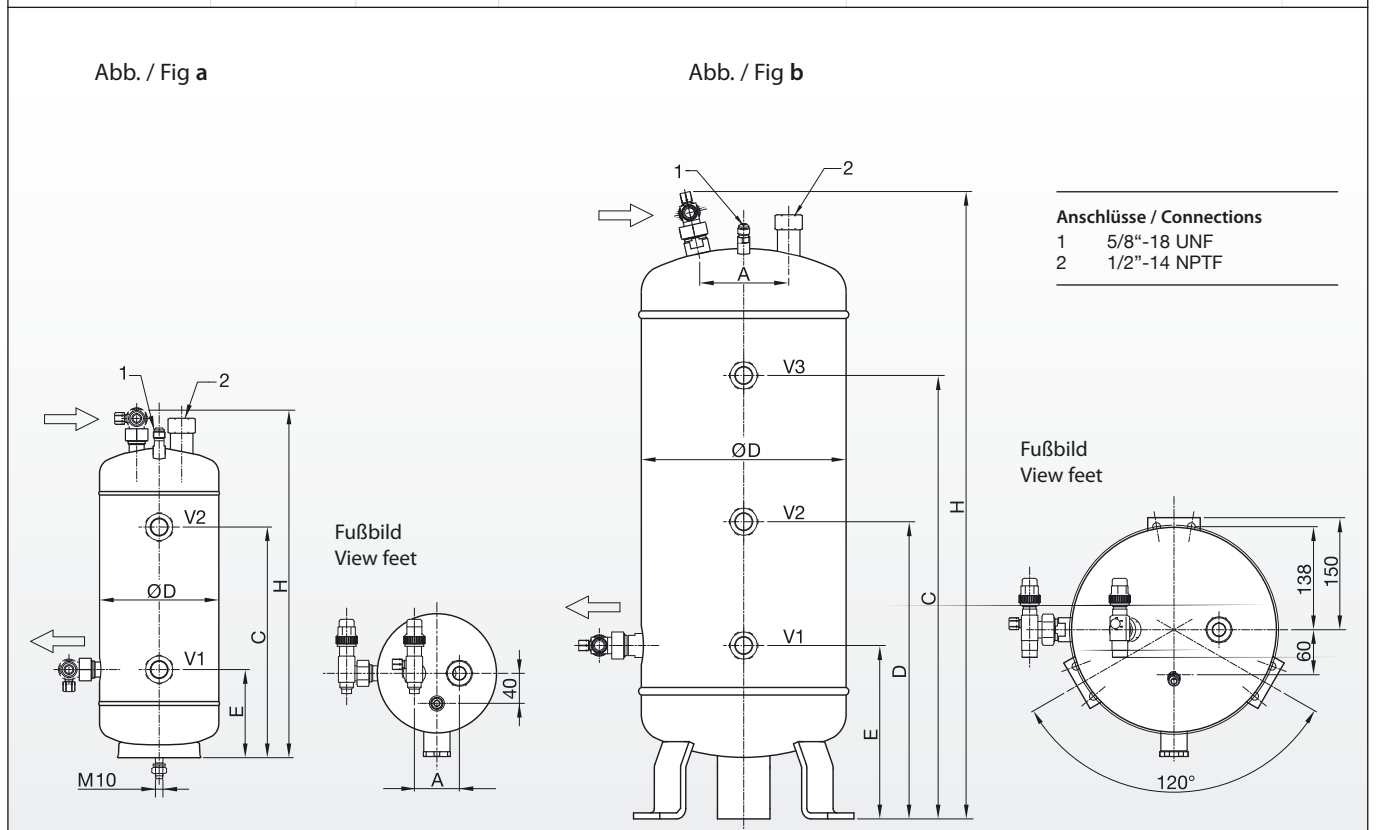 Abb. / Fig a
Abb. / Fig b
1
2
Anschlüsse / Connections
1 5/8“-18 UNF
2 1/2”-14 NPTF
A
V3
ØD
V2
V1
H
C
D
E
1
2
V2
ØD
V1
H
C
E
M10
Fußbild
View feet
40
A
Fußbild
View feet
138
150
60
120°